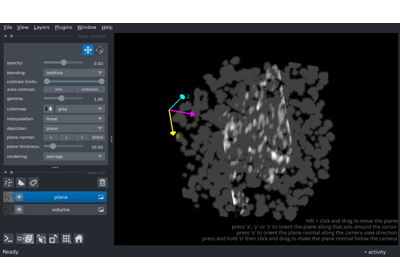 File View Layers Plugins Window Help
layer controls
opacity: 0.50
blending: additive
contrast limits:
auto-contrast: once continuous
gamma: 1.00
colormap: gray
interpolation: linear
depiction: plane
plane normal: x y z oblique
plane thickness: 10.00
rendering: average
layer list
plane
volume
shift + click and drag to move the plane
press 'x', 'y' or 'z' to orient the plane along that axis around the cursor
press 'o' to orient the plane normal along the camera view direction
press and hold 'o' then click and drag to make the plane normal follow the camera
Ready
activity